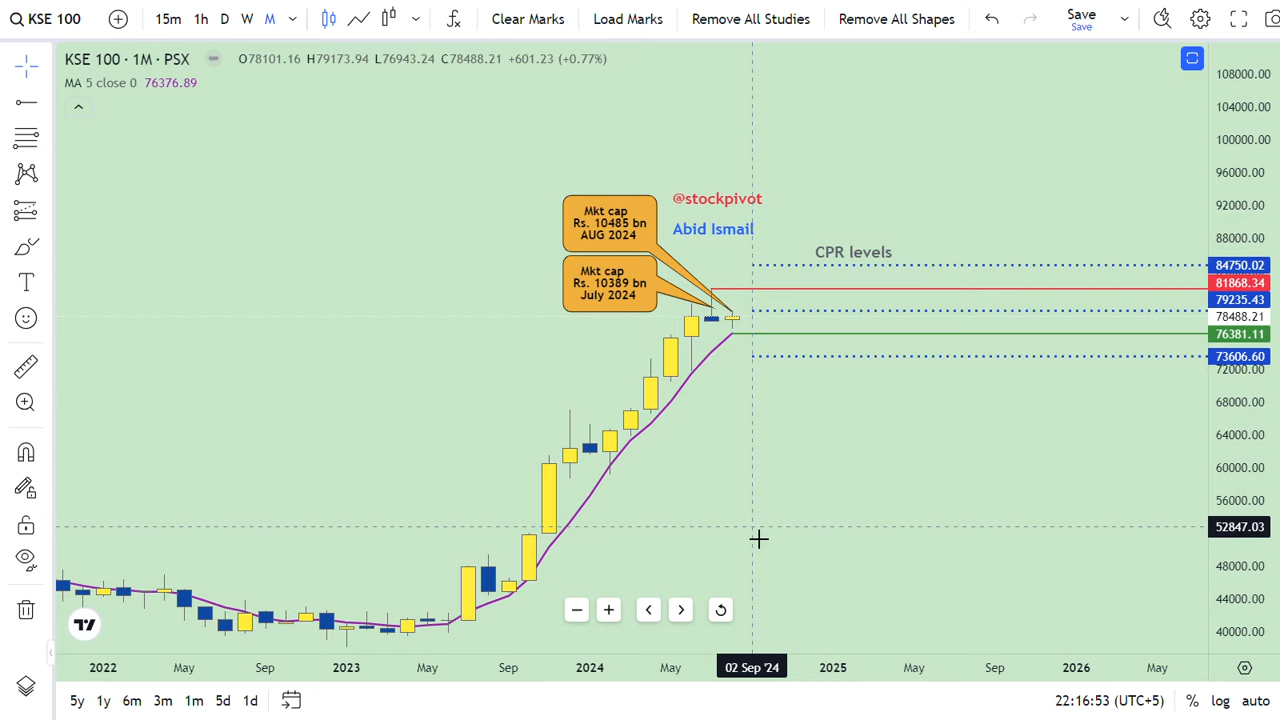 KSE 100
15m 1h D W M
Clear Marks
Load Marks
Remove All Studies
Remove All Shapes
Save
Save
KSE 100 · 1M · PSX
O78101.16 H79173.94 L76943.24 C78488.21 +601.23 (+0.77%)
MA 5 close 0 76376.89
Mkt cap
Rs. 10485 bn
AUG 2024
Mkt cap
Rs. 10389 bn
July 2024
@stockpivot
Abid Ismail
CPR levels
108000.00
104000.00
100000.00
96000.00
92000.00
88000.00
84750.02
81868.34
79235.43
78488.21
76381.11
73606.60
72000.00
68000.00
64000.00
60000.00
56000.00
52847.03
48000.00
44000.00
40000.00
2022 May Sep 2023 May Sep 2024 May 02 Sep '24 2025 May Sep 2026 May
5y 1y 6m 3m 1m 5d 1d
22:16:53 (UTC+5) % log auto